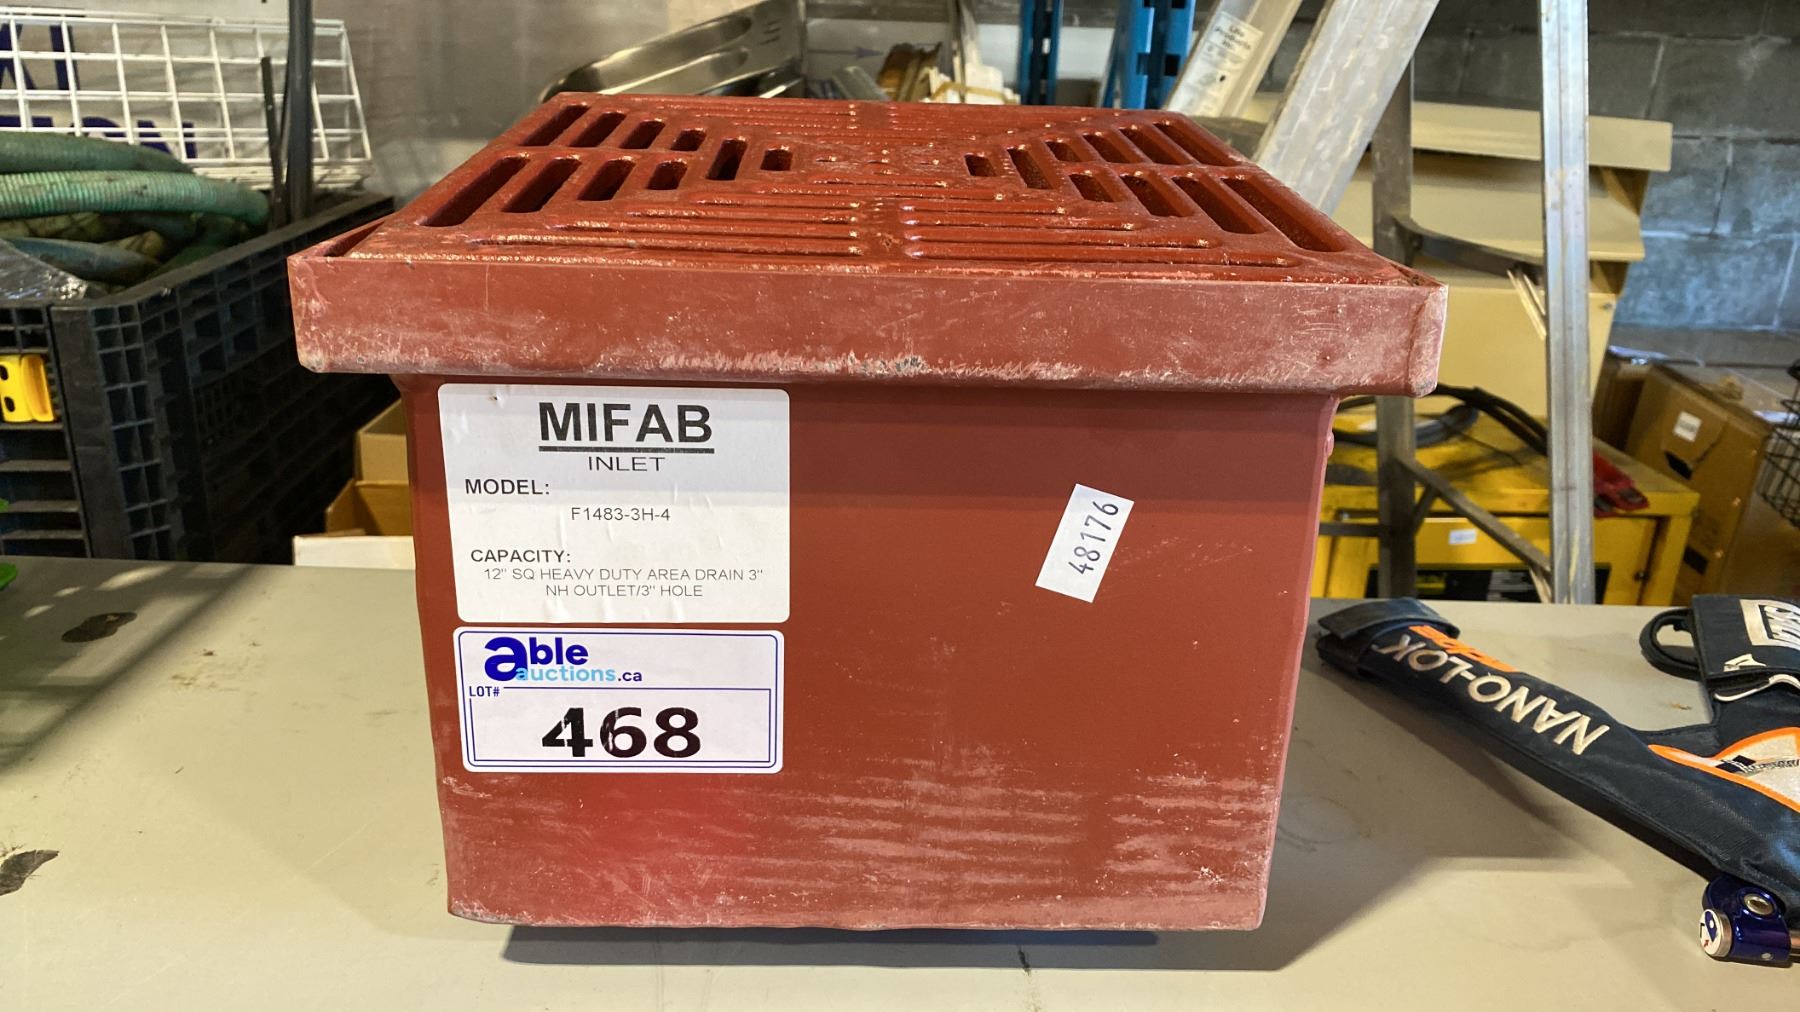 MIFAB
INLET
MODEL:
F1483-3H-4
CAPACITY:
12" SQ HEAVY DUTY AREA DRAIN 3"
NH OUTLET/3" HOLE
able
auctions.ca
LOT#
468
48176
NANO-LOK